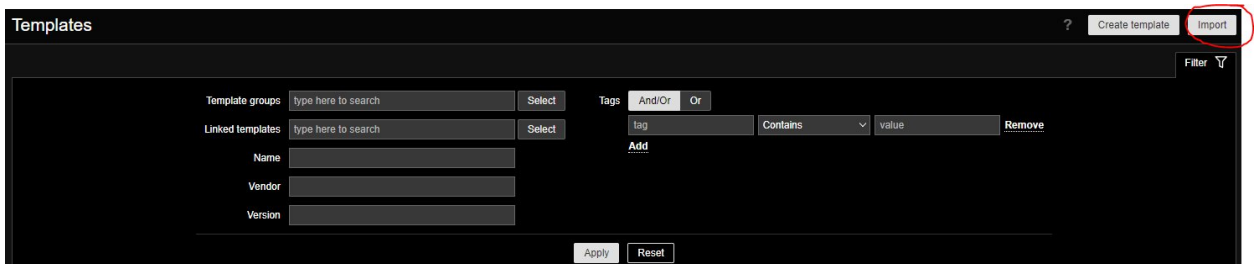 Templates ? Create template Import
Filter
Template groups type here to search Select Tags And/Or Or
Linked templates type here to search Select tag Contains value Remove
Add
Name
Vendor
Version
Apply Reset